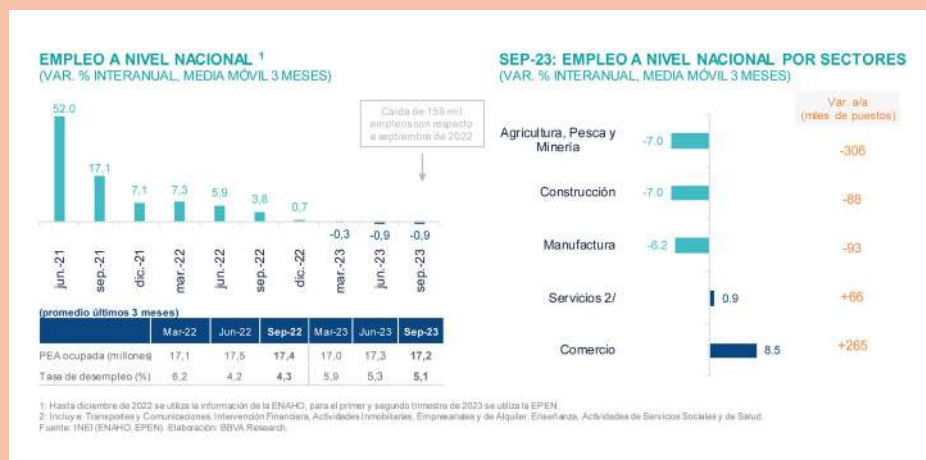 EMPLEO A NIVEL NACIONAL ¹
(VAR. % INTERANUAL, MEDIA MÓVIL 3 MESES)
52.0
17,1
7,1
7,3
5,9
3,8
0,7
-0,3
-0,9
-0,9
Caída de 159 mil
empleos con respecto
a septiembre de 2022
jun.-21
sep.-21
dic.-21
mar.-22
jun.-22
sep.-22
dic.-22
mar.-23
jun.-23
sep.-23
(promedio últimos 3 meses)
Mar-22 Jun-22 Sep-22 Mar-23 Jun-23 Sep-23
PEA ocupada (millones) 17,1 17,5 17,4 17,0 17,3 17,2
Tasa de desempleo (%) 6,2 4,2 4,3 5,9 5,3 5,1
SEP-23: EMPLEO A NIVEL NACIONAL POR SECTORES
(VAR. % INTERANUAL, MEDIA MÓVIL 3 MESES)
Var. a/a
(miles de puestos)
Agricultura, Pesca y
Minería
-7.0
-306
Construcción -7.0 -88
Manufactura -6.2 -93
Servicios 2/ 0.9 +66
Comercio 8.5 +265
1: Hasta diciembre de 2022 se utiliza la información de la ENAHO, para el primer y segundo trimestre de 2023 se utiliza la EPEN.
2: Incluye: Transportes y Comunicaciones, Intervención Financiera, Actividades Inmobiliarias, Empresariales y de Alquiler, Enseñanza, Actividades de Servicios Sociales y de Salud.
Fuente: INEI (ENAHO, EPEN). Elaboración: BBVA Research.